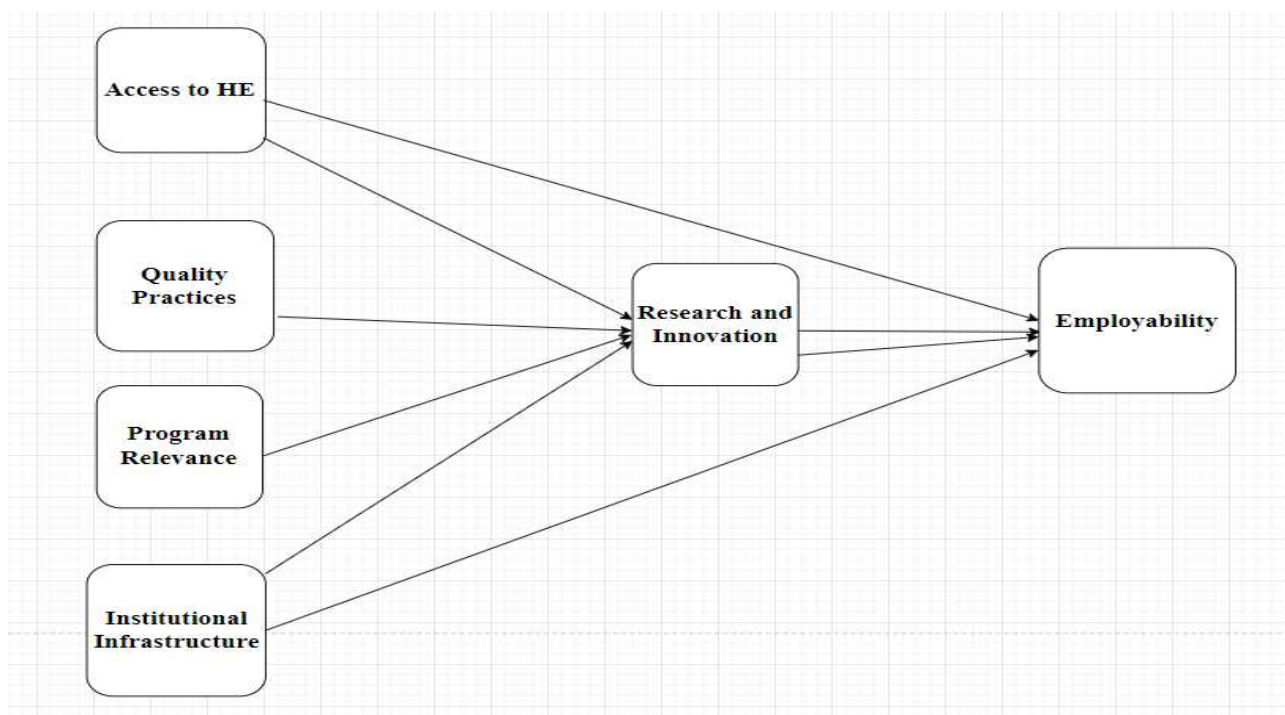 Access to HE
Quality
Practices
Program
Relevance
Institutional
Infrastructure
Research and
Innovation
Employability